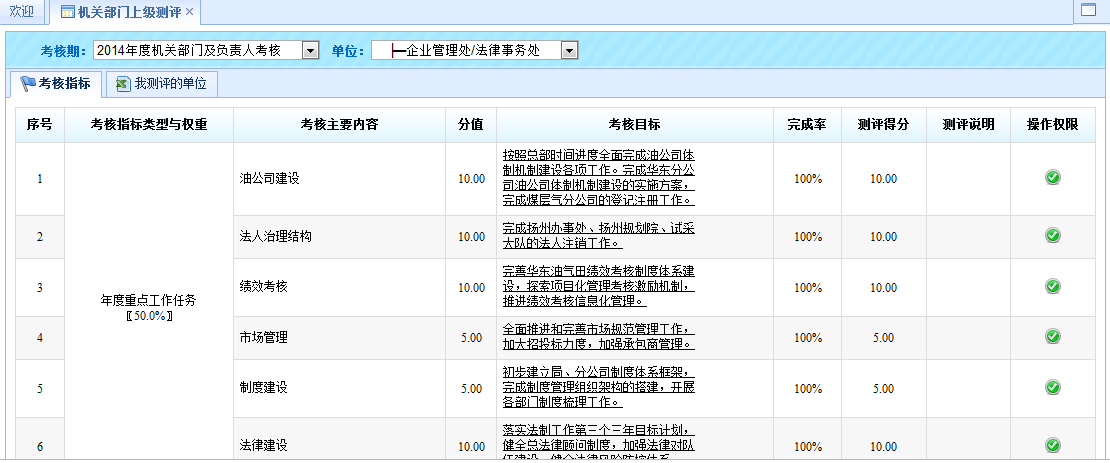 欢迎
机关部门上级测评
考核期：
2014年度机关部门及负责人考核
单位：
企业管理处/法律事务处
考核指标
我测评的单位
序号
考核指标类型与权重
考核主要内容
分值
考核目标
完成率
测评得分
测评说明
操作权限
年度重点工作任务
〖50.0%〗
1
油公司建设
10.00
按照总部时间进度全面完成油公司体
制机制建设各项工作。完成华东分公
司油公司体制机制建设的实施方案，
完成煤层气分公司的登记注册工作。
100%
10.00
2
法人治理结构
10.00
完成扬州办事处、扬州规划院、试采
大队的法人注销工作。
100%
10.00
3
绩效考核
10.00
完善华东油气田绩效考核制度体系建
设，探索项目化管理考核激励机制，
推进绩效考核信息化管理。
100%
10.00
4
市场管理
5.00
全面推进和完善市场规范管理工作，
加大招投标力度，加强承包商管理。
100%
5.00
5
制度建设
5.00
初步建立局、分公司制度体系框架，
完成制度管理组织架构的搭建，开展
各部门制度梳理工作。
100%
5.00
6
法律建设
10.00
落实法制工作第三个三年目标计划，
健全总法律顾问制度，加强法律对队
100%
10.00